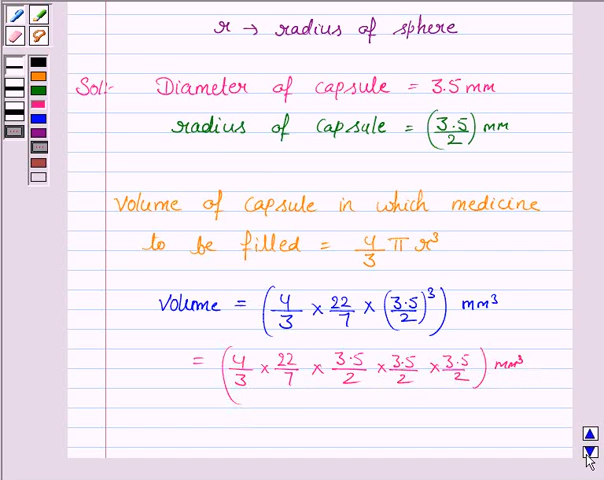 r → radius of sphere
Sol:- Diameter of capsule = 3.5 mm
radius of capsule = (3.5/2) mm
Volume of capsule in which medicine
to be filled = 4/3 π r³
Volume = (4/3 × 22/7 × (3.5/2)³) mm³
= (4/3 × 22/7 × 3.5/2 × 3.5/2 × 3.5/2) mm³